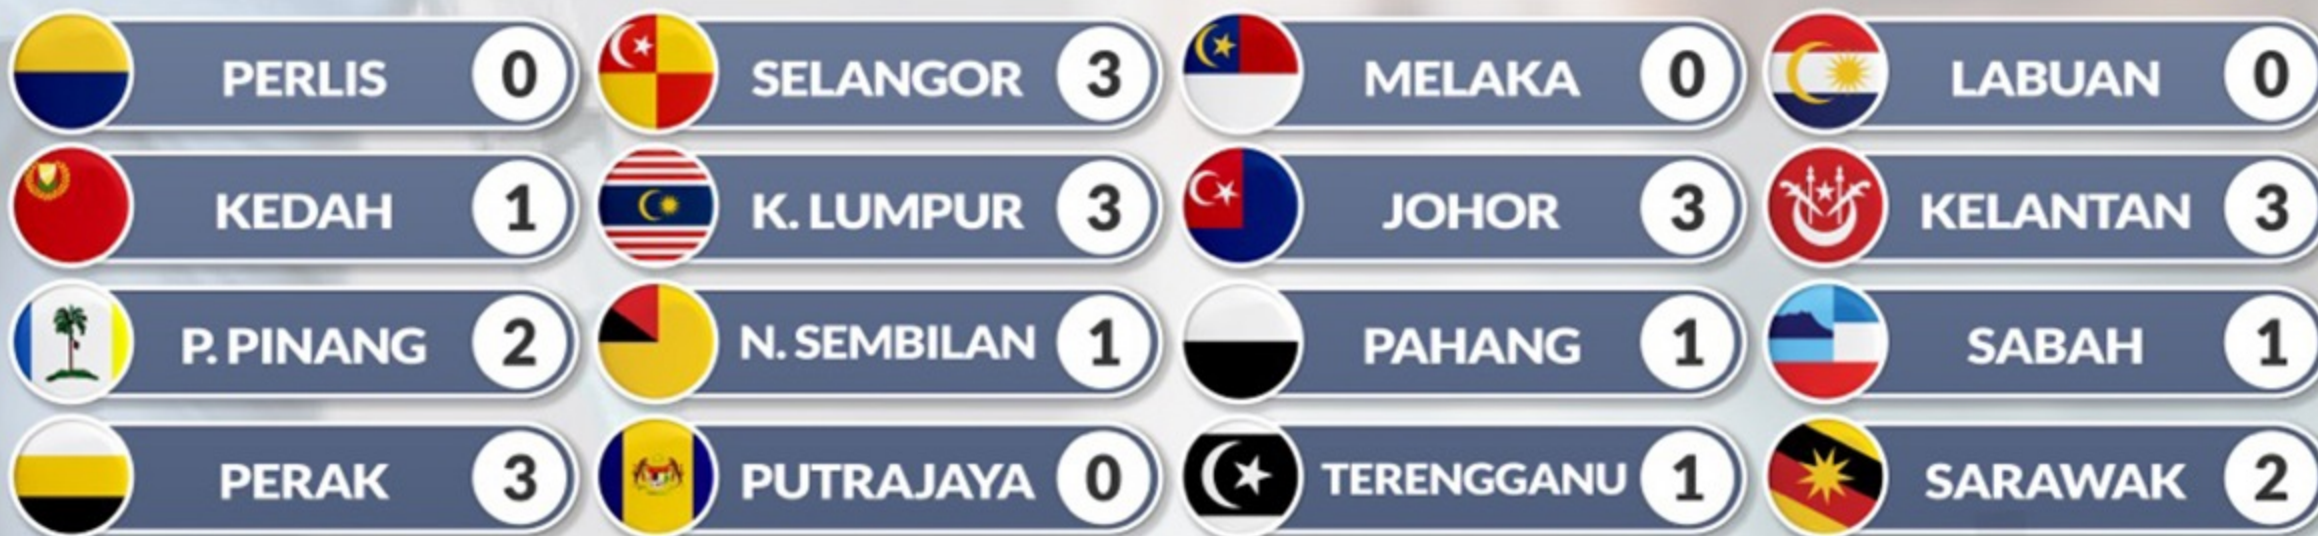 PERLIS 0
SELANGOR 3
MELAKA 0
LABUAN 0
KEDAH 1
K. LUMPUR 3
JOHOR 3
KELANTAN 3
P. PINANG 2
N. SEMBILAN 1
PAHANG 1
SABAH 1
PERAK 3
PUTRAJAYA 0
TERENGGANU 1
SARAWAK 2